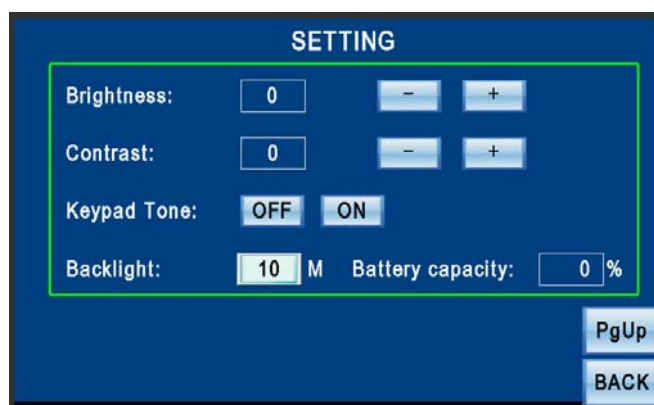 SETTING
Brightness: 0 - +
Contrast: 0 - +
Keypad Tone: OFF ON
Backlight: 10 M Battery capacity: 0 %
PgUp
BACK